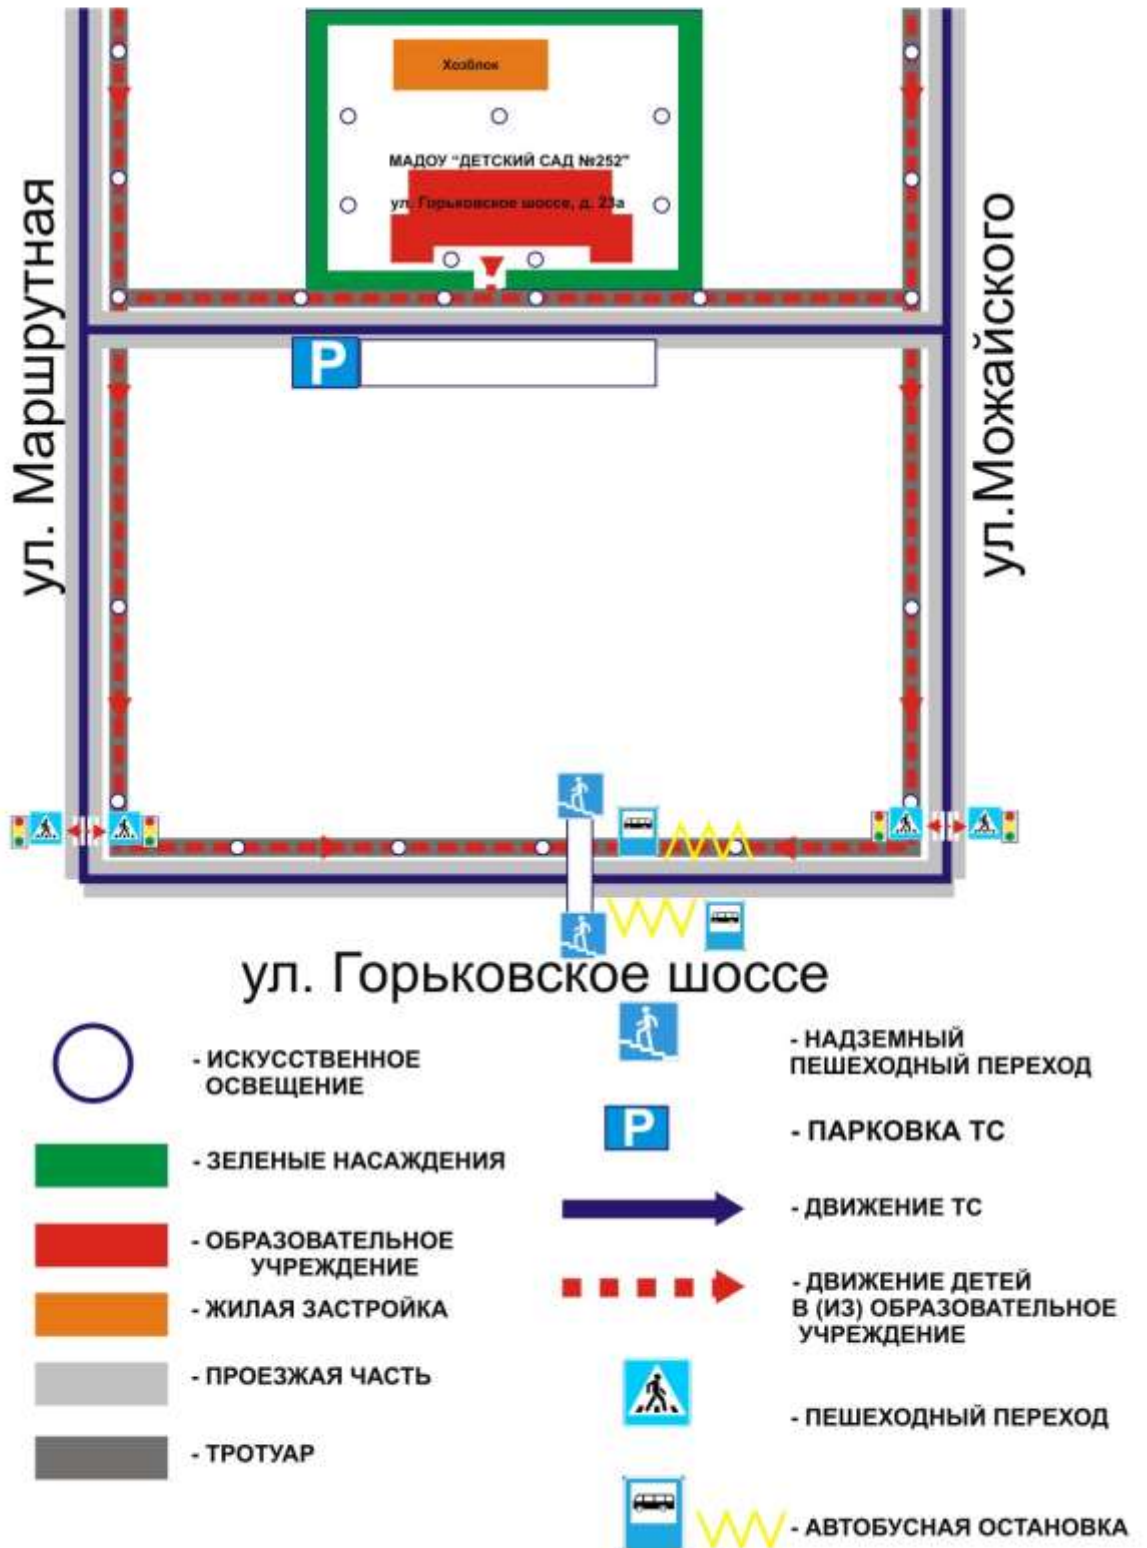 Хозблок
МАДОУ "ДЕТСКИЙ САД №252"
ул. Горьковское шоссе, д. 23а
ул. Маршрутная
ул.Можайского
P
ул. Горьковское шоссе
- ИСКУССТВЕННОЕ
ОСВЕЩЕНИЕ
- ЗЕЛЕНЫЕ НАСАЖДЕНИЯ
- ОБРАЗОВАТЕЛЬНОЕ
УЧРЕЖДЕНИЕ
- ЖИЛАЯ ЗАСТРОЙКА
- ПРОЕЗЖАЯ ЧАСТЬ
- ТРОТУАР
- НАДЗЕМНЫЙ
ПЕШЕХОДНЫЙ ПЕРЕХОД
P
- ПАРКОВКА ТС
- ДВИЖЕНИЕ ТС
- ДВИЖЕНИЕ ДЕТЕЙ
В (ИЗ) ОБРАЗОВАТЕЛЬНОЕ
УЧРЕЖДЕНИЕ
- ПЕШЕХОДНЫЙ ПЕРЕХОД
- АВТОБУСНАЯ ОСТАНОВКА